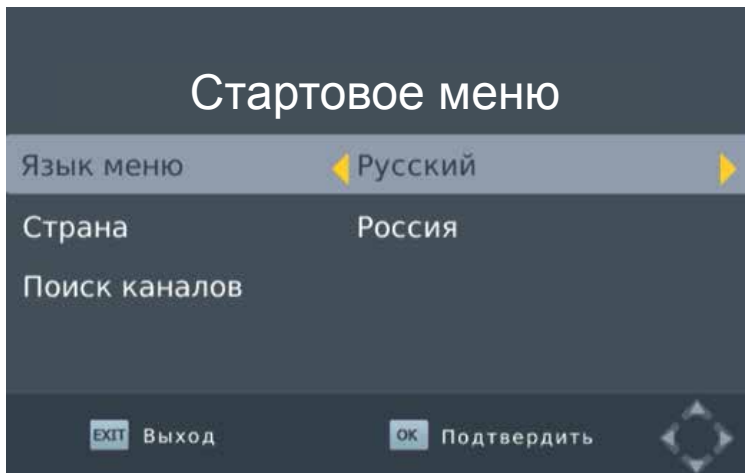 Стартовое меню
Язык меню Русский
Страна Россия
Поиск каналов
EXIT Выход OK Подтвердить